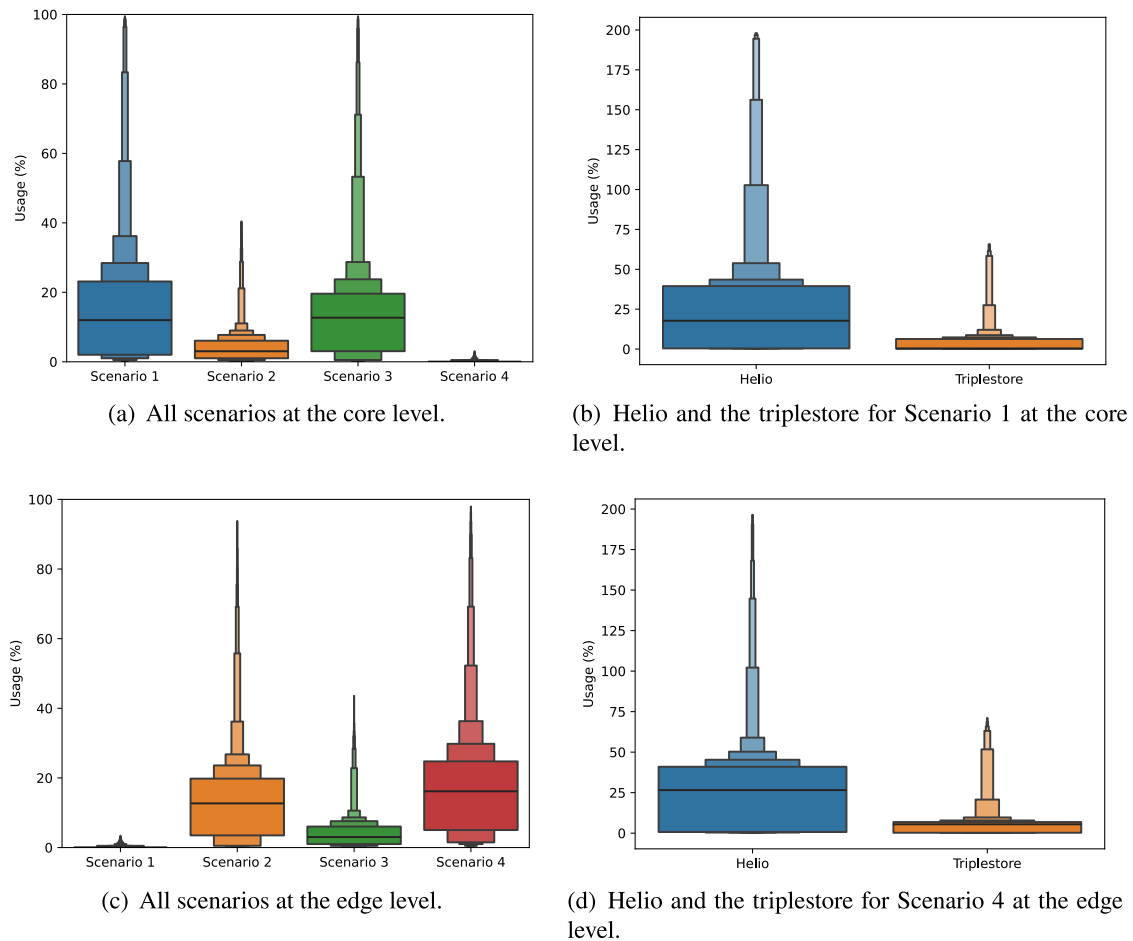 100
80
60
40
20
0
Usage (%)
Scenario 1 Scenario 2 Scenario 3 Scenario 4
(a) All scenarios at the core level.
200
175
150
125
100
75
50
25
0
Usage (%)
Helio Triplestore
(b) Helio and the triplestore for Scenario 1 at the core
level.
100
80
60
40
20
0
Usage (%)
Scenario 1 Scenario 2 Scenario 3 Scenario 4
(c) All scenarios at the edge level.
200
175
150
125
100
75
50
25
0
Usage (%)
Helio Triplestore
(d) Helio and the triplestore for Scenario 4 at the edge
level.